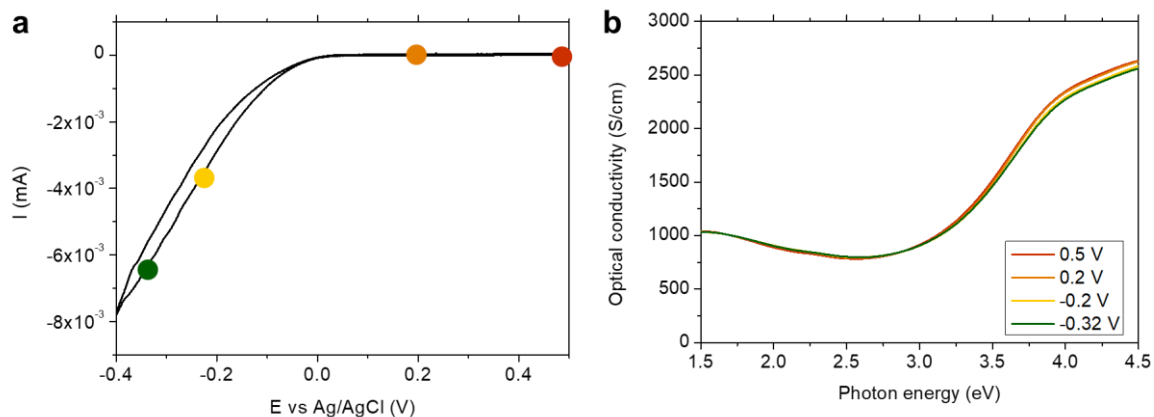 a
0
-2x10⁻³
-4x10⁻³
-6x10⁻³
-8x10⁻³
I (mA)
-0.4
-0.2
0.0
0.2
0.4
E vs Ag/AgCl (V)
b
3000
2500
2000
1500
1000
750
500
0
Optical conductivity (S/cm)
1.5
2.0
2.5
3.0
3.5
4.0
4.5
Photon energy (eV)
0.5 V
0.2 V
-0.2 V
-0.32 V